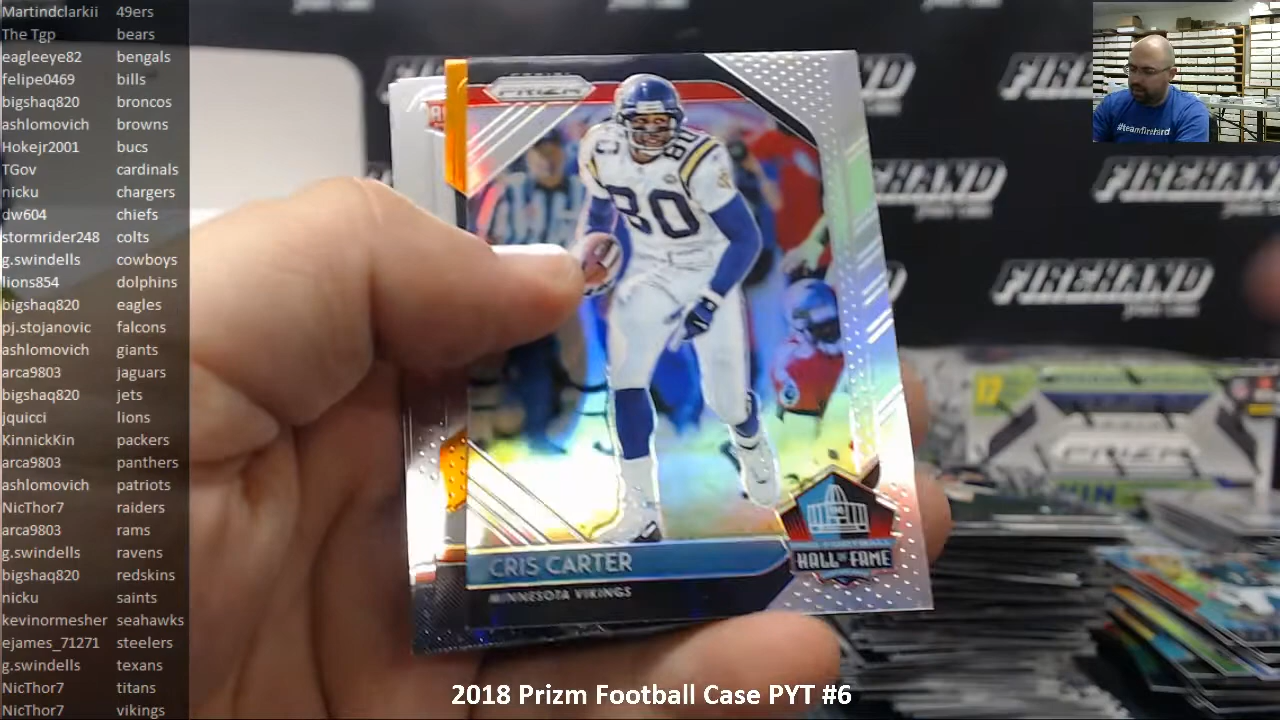 Martindclarkii 49ers
The Tgp bears
eagleeye82 bengals
felipe0469 bills
bigshaq820 broncos
ashlomovich browns
Hokejr2001 bucs
TGov cardinals
nicku chargers
dw604 chiefs
stormrider248 colts
g.swindells cowboys
lions854 dolphins
bigshaq820 eagles
pj.stojanovic falcons
ashlomovich giants
arca9803 jaguars
bigshaq820 jets
jquicci lions
KinnickKin packers
arca9803 panthers
ashlomovich patriots
NicThor7 raiders
arca9803 rams
g.swindells ravens
bigshaq820 redskins
nicku saints
kevinormesher seahawks
ejames_71271 steelers
g.swindells texans
NicThor7 titans
NicThor7 vikings
PRIZM
80
80
CRIS CARTER
MINNESOTA VIKINGS
HALL OF FAME
FIREHAND
FIREHAND
FIREHAND
#teamfirehand
17
PRIZM
WIN
2018 Prizm Football Case PYT #6